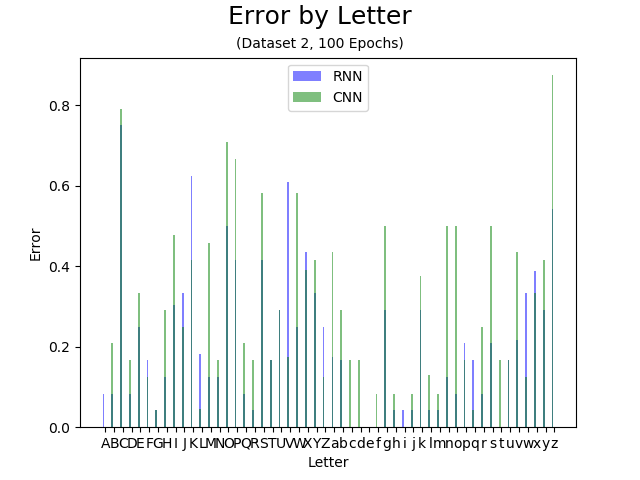 Error by Letter
(Dataset 2, 100 Epochs)
RNN
CNN
0.8
0.6
0.4
0.2
0.0
Error
A B C D E F G H I J K L M N O P Q R S T U V W X Y Z a b c d e f g h i j k l m n o p q r s t u v w x y z
Letter